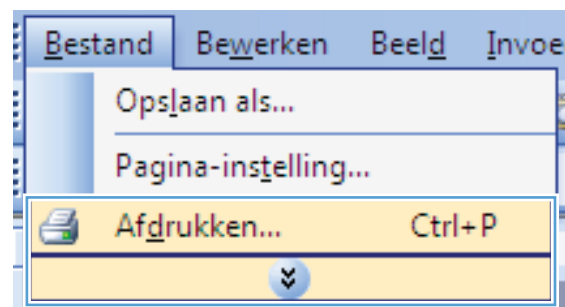 Bestand Bewerken Beeld Invoe
Opslaan als...
Pagina-instelling...
Afdrukken... Ctrl+P